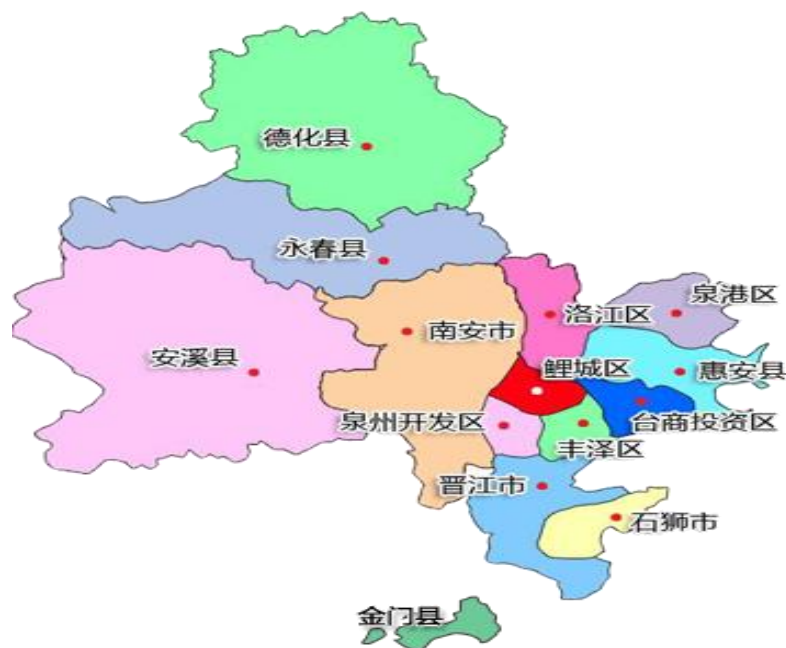 德化县
永春县
泉港区
洛江区
南安市
安溪县
鲤城区
惠安县
泉州开发区
台商投资区
丰泽区
晋江市
石狮市
金门县